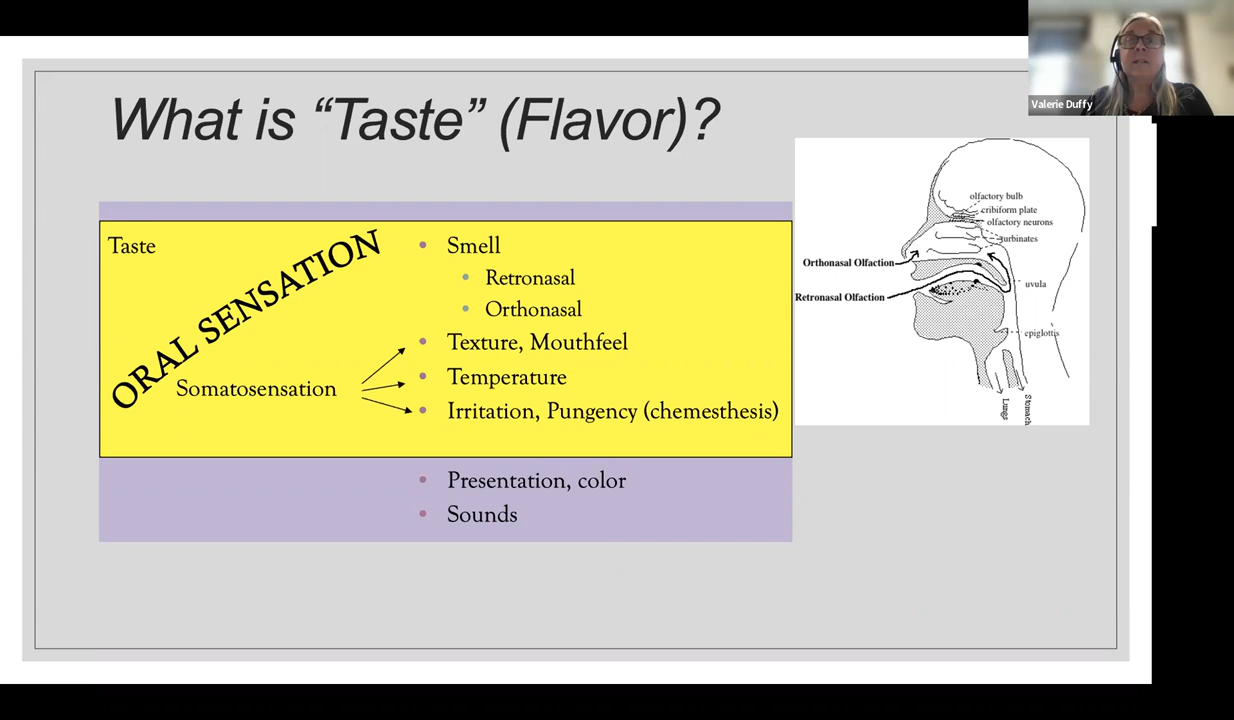 Valerie Duffy
What is “Taste” (Flavor)?
Taste
ORAL SENSATION
Somatosensation
• Smell
• Retronasal
• Orthonasal
• Texture, Mouthfeel
• Temperature
• Irritation, Pungency (chemesthesis)
• Presentation, color
• Sounds
olfactory bulb
cribiform plate
olfactory neurons
turbinates
Orthonasal Olfaction
Retronasal Olfaction
uvula
epiglottis
Lungs
Stomach